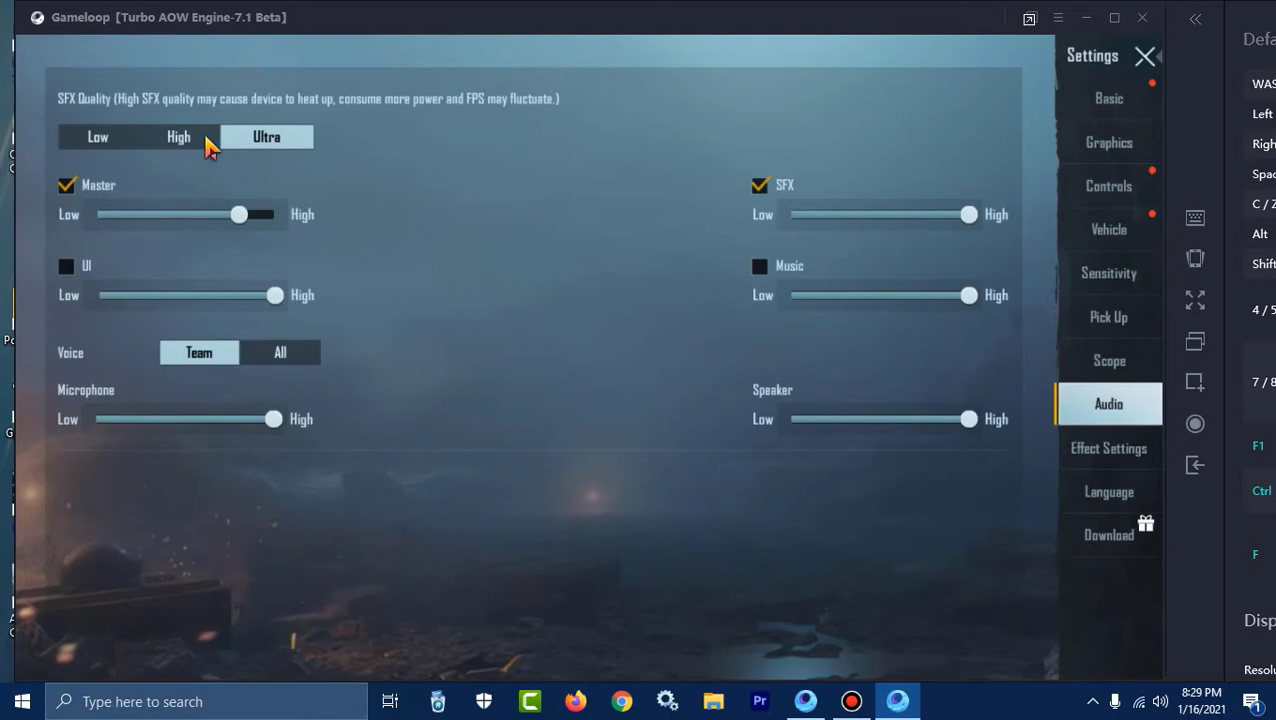 Gameloop [Turbo AOW Engine-7.1 Beta]
Settings
SFX Quality (High SFX quality may cause device to heat up, consume more power and FPS may fluctuate.)
Low High Ultra
Master
Low High
SFX
Low High
UI
Low High
Music
Low High
Voice Team All
Microphone
Low High
Speaker
Low High
Basic
Graphics
Controls
Vehicle
Sensitivity
Pick Up
Scope
Audio
Effect Settings
Language
Download
Left
C / Z
Alt
Shift
F1
Ctrl
F
Type here to search
Pr
8:29 PM
1/16/2021
1